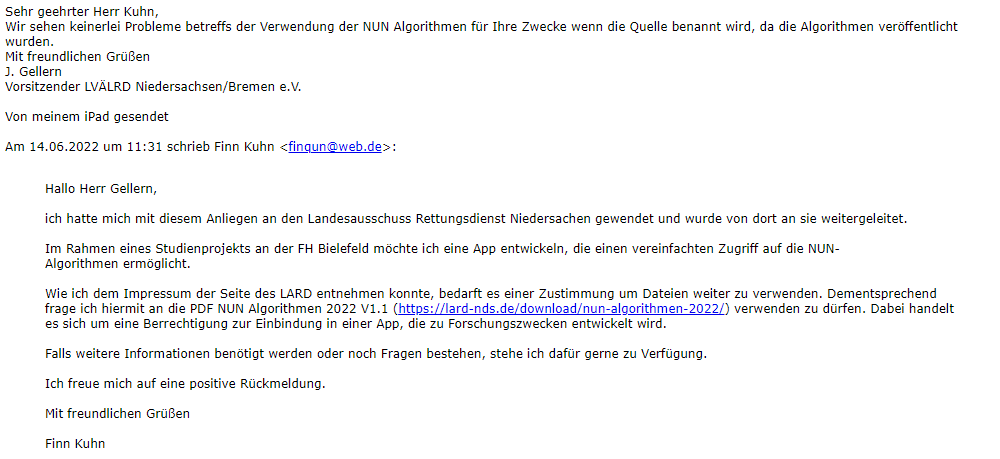 Sehr geehrter Herr Kuhn,
Wir sehen keinerlei Probleme betreffs der Verwendung der NUN Algorithmen für Ihre Zwecke wenn die Quelle benannt wird, da die Algorithmen veröffentlicht
wurden.
Mit freundlichen Grüßen
J. Gellern
Vorsitzender LVÄLRD Niedersachsen/Bremen e.V.
Von meinem iPad gesendet
Am 14.06.2022 um 11:31 schrieb Finn Kuhn <finqun@web.de>:
Hallo Herr Gellern,
ich hatte mich mit diesem Anliegen an den Landesausschuss Rettungsdienst Niedersachen gewendet und wurde von dort an sie weitergeleitet.
Im Rahmen eines Studienprojekts an der FH Bielefeld möchte ich eine App entwickeln, die einen vereinfachten Zugriff auf die NUN-
Algorithmen ermöglicht.
Wie ich dem Impressum der Seite des LARD entnehmen konnte, bedarft es einer Zustimmung um Dateien weiter zu verwenden. Dementsprechend
frage ich hiermit an die PDF NUN Algorithmen 2022 V1.1 (https://lard-nds.de/download/nun-algorithmen-2022/) verwenden zu dürfen. Dabei handelt
es sich um eine Berrechtigung zur Einbindung in einer App, die zu Forschungszwecken entwickelt wird.
Falls weitere Informationen benötigt werden oder noch Fragen bestehen, stehe ich dafür gerne zu Verfügung.
Ich freue mich auf eine positive Rückmeldung.
Mit freundlichen Grüßen
Finn Kuhn